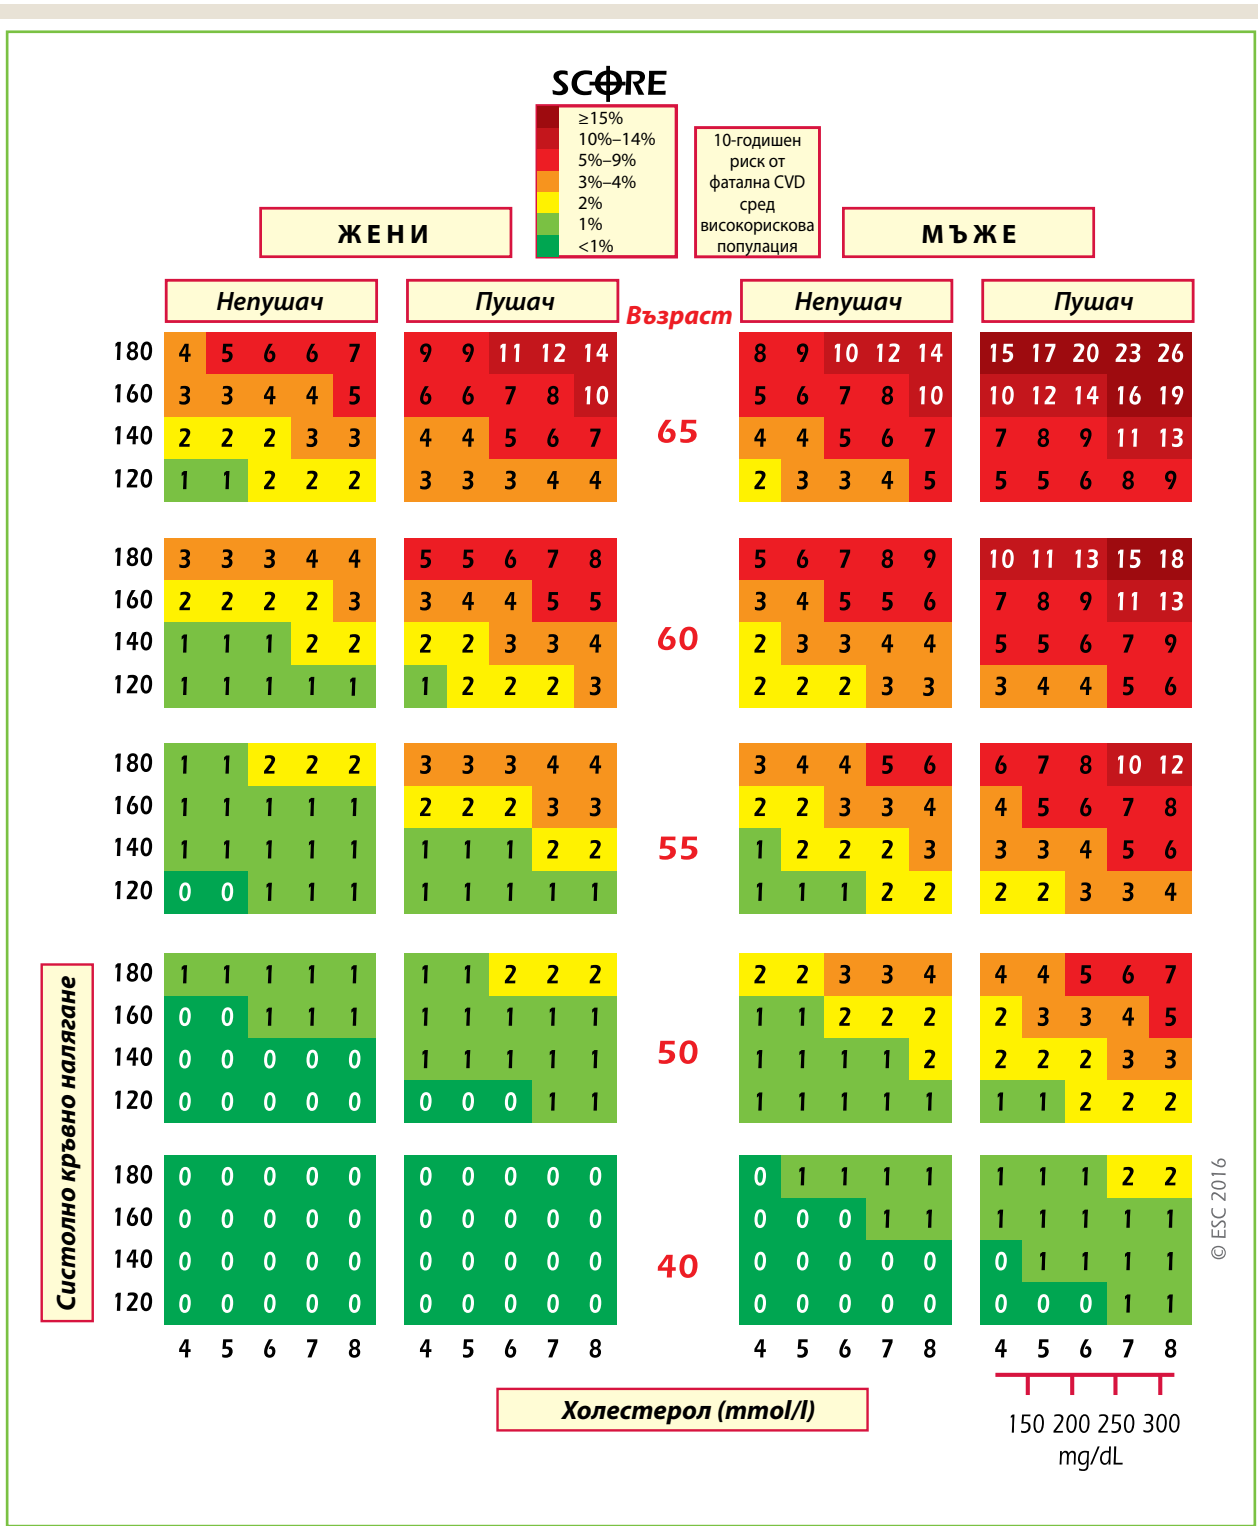 SCORE
≥15%
10%–14%
5%–9%
3%–4%
2%
1%
<1%
10-годишен
риск от
фатална CVD
сред
високорискова
популация
ЖЕНИ
МЪЖЕ
Непушач
Пушач
Възраст
Непушач
Пушач
180 4 5 6 6 7 9 9 11 12 14 8 9 10 12 14 15 17 20 23 26
160 3 3 4 4 5 6 6 7 8 10 5 6 7 8 10 10 12 14 16 19
65
140 2 2 2 3 3 4 4 5 6 7 4 4 5 6 7 7 8 9 11 13
120 1 1 2 2 2 3 3 3 4 4 2 3 3 4 5 5 5 6 8 9
180 3 3 3 4 4 5 5 6 7 8 5 6 7 8 9 10 11 13 15 18
160 2 2 2 2 3 3 4 4 5 5 3 4 5 5 6 7 8 9 11 13
60
140 1 1 1 2 2 2 2 3 3 4 2 3 3 4 4 5 5 6 7 9
120 1 1 1 1 1 1 2 2 2 3 2 2 2 3 3 3 4 4 5 6
180 1 1 2 2 2 3 3 3 4 4 3 4 4 5 6 6 7 8 10 12
160 1 1 1 1 1 2 2 2 3 3 2 2 3 3 4 4 5 6 7 8
55
140 1 1 1 1 1 1 1 1 2 2 1 2 2 2 3 3 3 4 5 6
120 0 0 1 1 1 1 1 1 1 1 1 1 1 2 2 2 2 3 3 4
180 1 1 1 1 1 1 1 2 2 2 2 2 3 3 4 4 4 5 6 7
160 0 0 1 1 1 1 1 1 1 1 1 1 2 2 2 2 3 3 4 5
50
140 0 0 0 0 0 1 1 1 1 1 1 1 1 1 2 2 2 2 3 3
120 0 0 0 0 0 0 0 0 1 1 1 1 1 1 1 1 1 2 2 2
180 0 0 0 0 0 0 0 0 0 0 0 1 1 1 1 1 1 1 2 2
160 0 0 0 0 0 0 0 0 0 0 0 0 0 1 1 1 1 1 1 1
40
140 0 0 0 0 0 0 0 0 0 0 0 0 0 0 0 0 1 1 1 1
120 0 0 0 0 0 0 0 0 0 0 0 0 0 0 0 0 0 0 1 1
4 5 6 7 8 4 5 6 7 8 4 5 6 7 8 4 5 6 7 8
Систолно кръвно налягане
Холестерол (mmol/l)
150 200 250 300
mg/dL
© ESC 2016